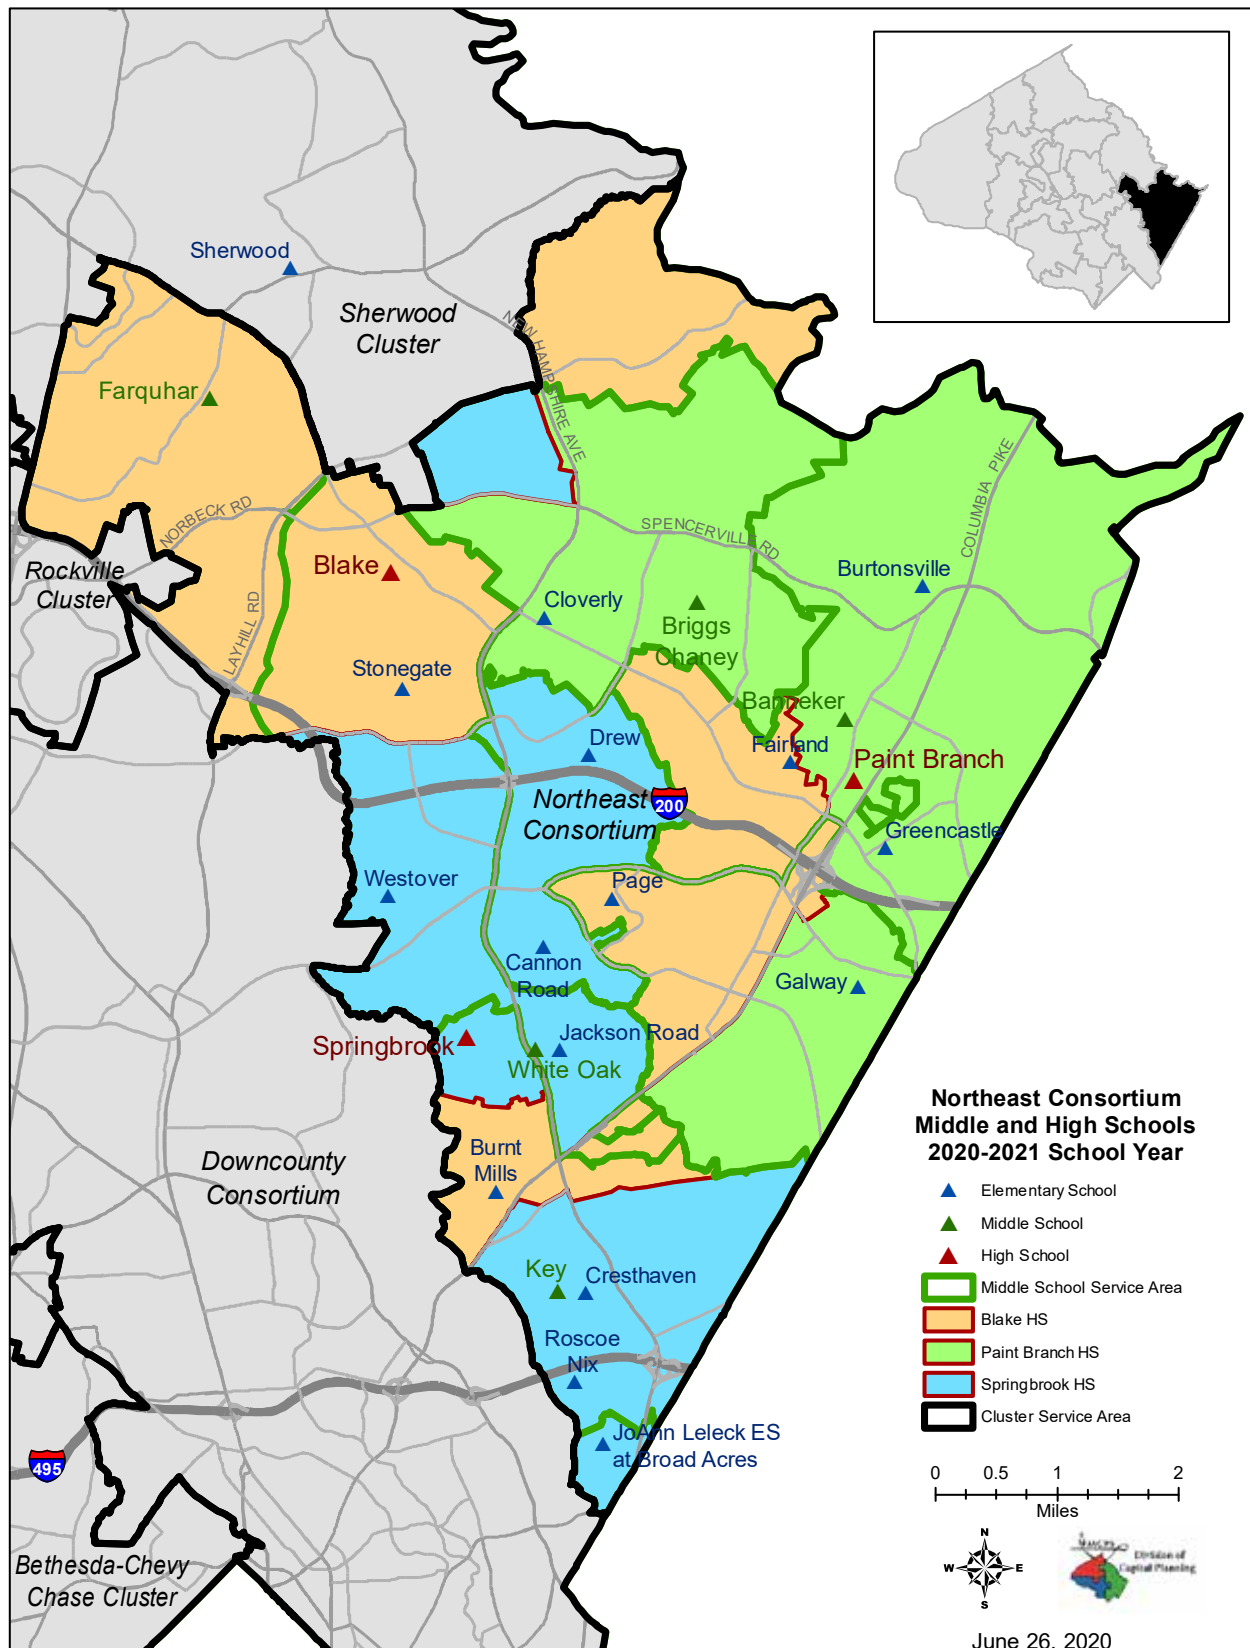 Sherwood
Sherwood
Cluster
NEW HAMPSHIRE AVE
Farquhar
COLUMBIA PIKE
NORBECK RD
SPENCERVILLE RD
Rockville
Cluster
Blake
LAYHILL RD
Cloverly
Burtonsville
Briggs
Chaney
Stonegate
Banneker
Drew
Fairland
Paint Branch
Northeast
Consortium
200
Greencastle
Westover
Page
Cannon
Road
Galway
Springbrook
Jackson Road
White Oak
Burnt
Mills
Downcounty
Consortium
Key
Cresthaven
Roscoe
Nix
JoAnn Leleck ES
at Broad Acres
495
Bethesda-Chevy
Chase Cluster
Northeast Consortium
Middle and High Schools
2020-2021 School Year
Elementary School
Middle School
High School
Middle School Service Area
Blake HS
Paint Branch HS
Springbrook HS
Cluster Service Area
0 0.5 1 2
Miles
N
W E
S
Division of
Capital Planning
June 26, 2020